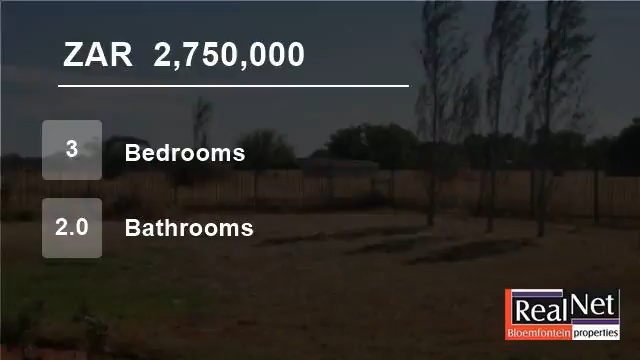 ZAR 2,750,000
3
Bedrooms
2.0
Bathrooms
RealNet
Bloemfontein properties